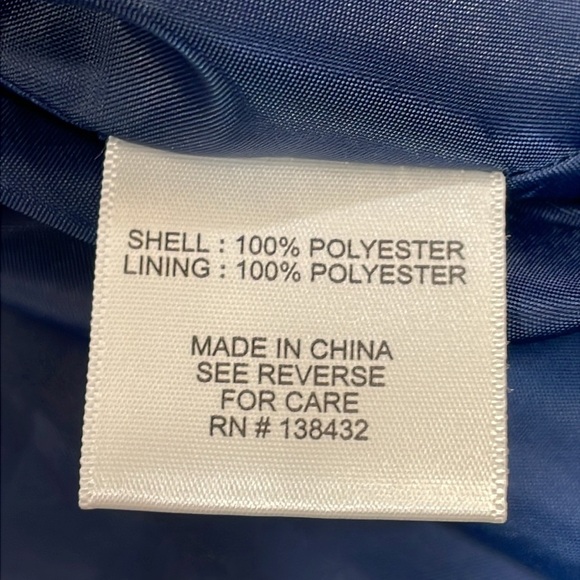 SHELL : 100% POLYESTER
LINING : 100% POLYESTER
MADE IN CHINA
SEE REVERSE
FOR CARE
RN # 138432